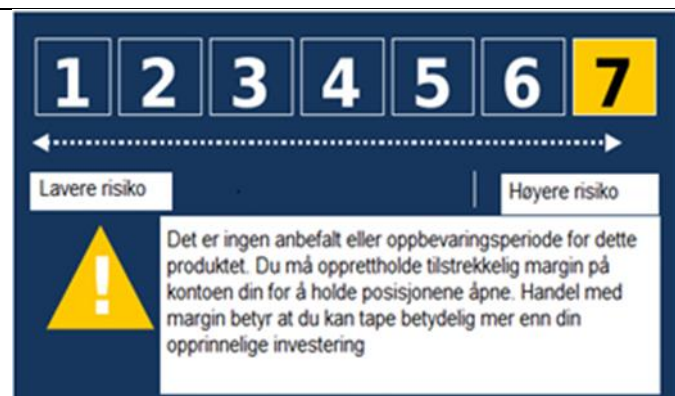 1 2 3 4 5 6 7
Lavere risiko Høyere risiko
!
Det er ingen anbefalt eller oppbevaringsperiode for dette
produktet. Du må opprettholde tilstrekkelig margin på
kontoen din for å holde posisjonene åpne. Handel med
margin betyr at du kan tape betydelig mer enn din
opprinnelige investering